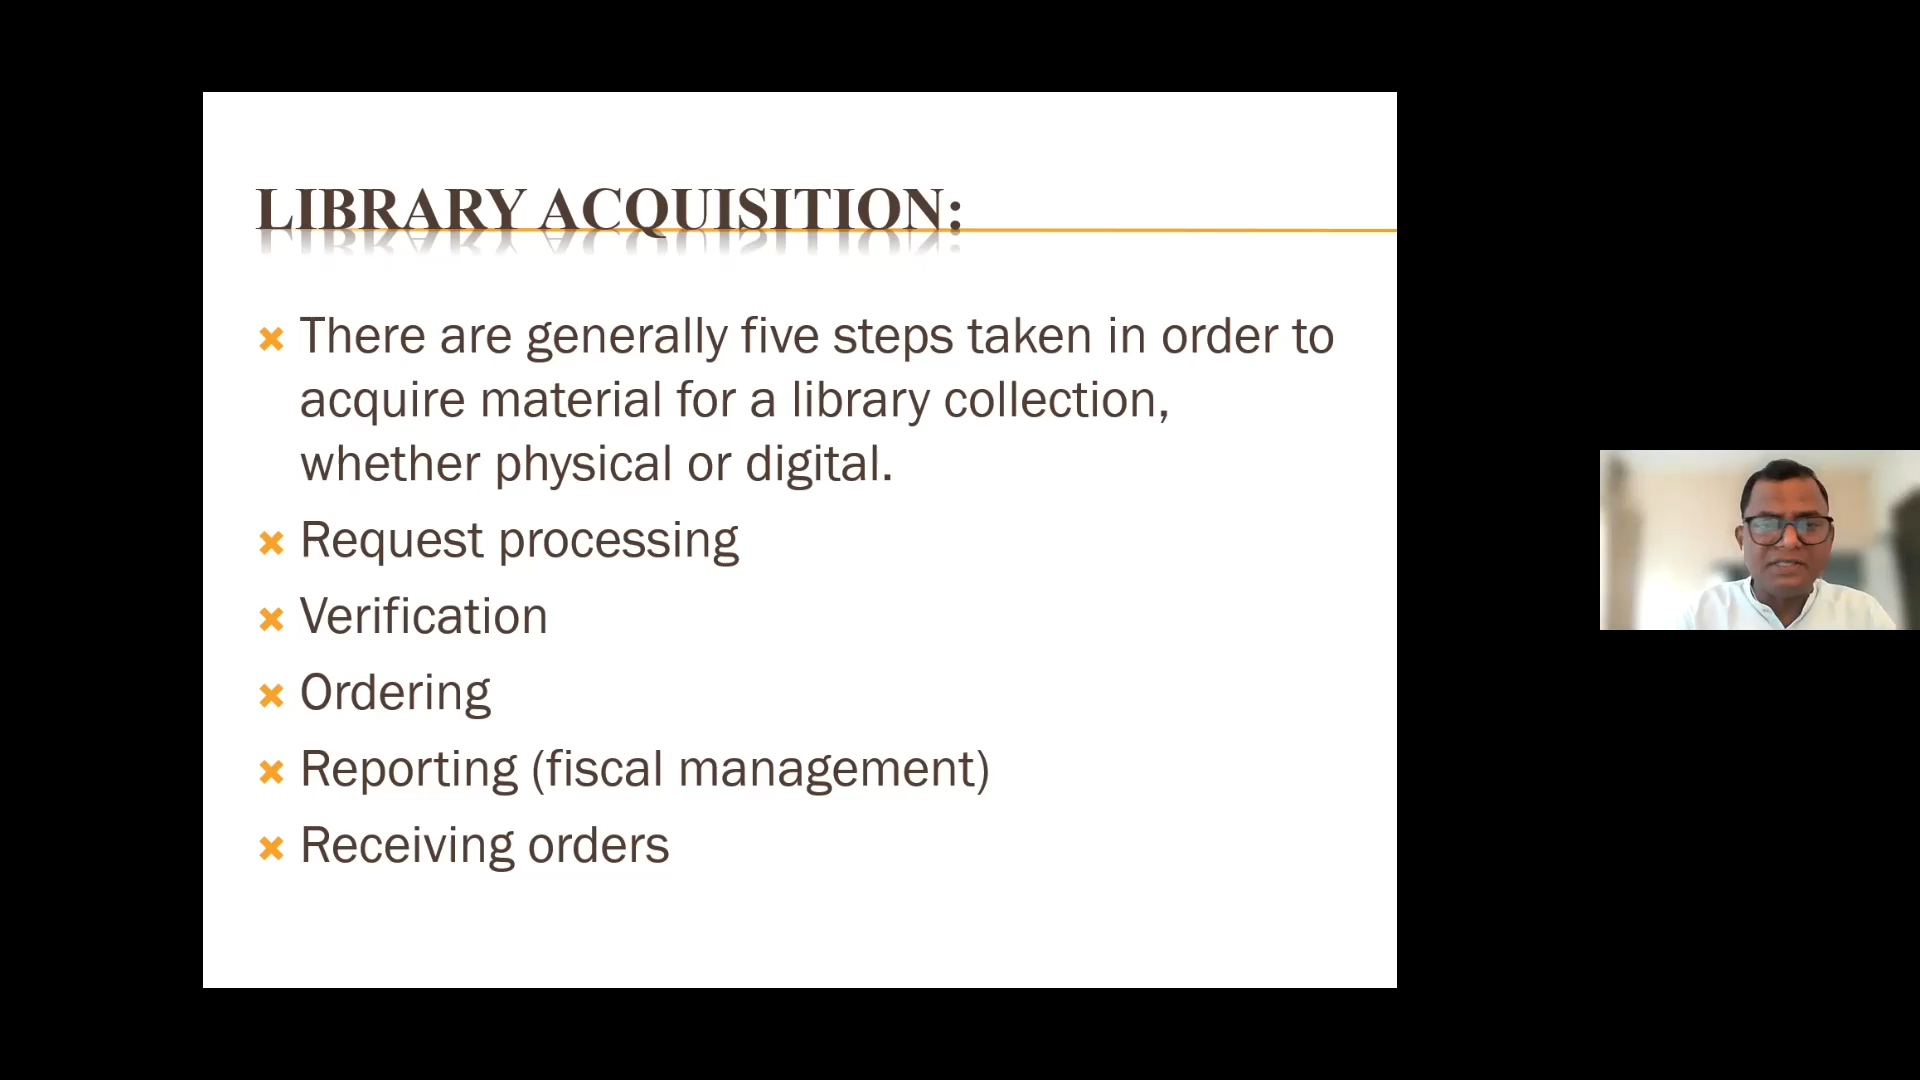 LIBRARY ACQUISITION:
There are generally five steps taken in order to
acquire material for a library collection,
whether physical or digital.
Request processing
Verification
Ordering
Reporting (fiscal management)
Receiving orders